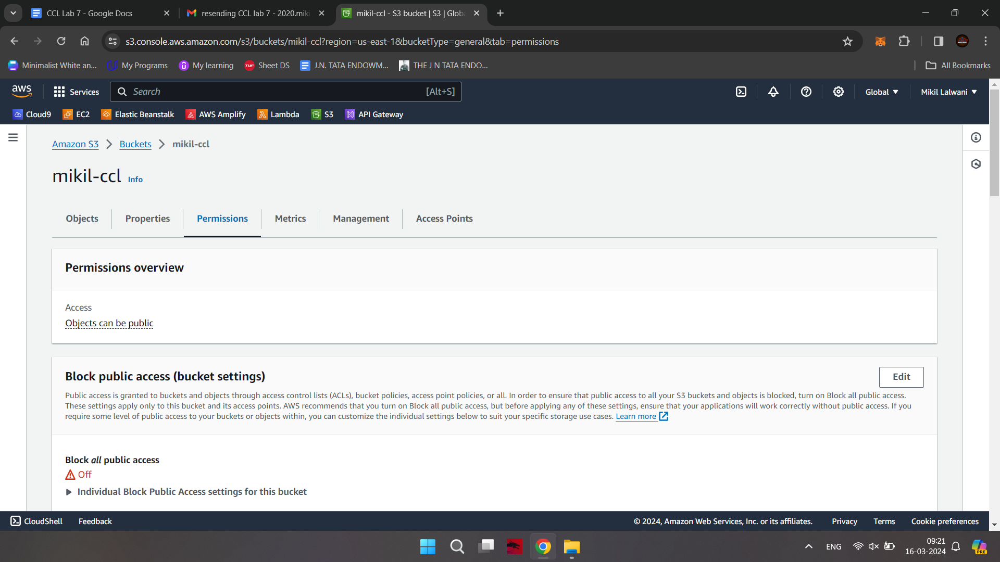 CCL Lab 7 - Google Docs
resending CCL lab 7 - 2020.miki
mikil-ccl - S3 bucket | S3 | Globa
s3.console.aws.amazon.com/s3/buckets/mikil-ccl?region=us-east-1&bucketType=general&tab=permissions
Minimalist White an...
My Programs
My learning
Sheet DS
J.N. TATA ENDOWM...
THE J N TATA ENDO...
All Bookmarks
aws
Services
Search
[Alt+S]
Global
Mikil Lalwani
Cloud9
EC2
Elastic Beanstalk
AWS Amplify
Lambda
S3
API Gateway
Amazon S3
Buckets
mikil-ccl
mikil-ccl Info
Objects
Properties
Permissions
Metrics
Management
Access Points
Permissions overview
Access
Objects can be public
Block public access (bucket settings)
Edit
Public access is granted to buckets and objects through access control lists (ACLs), bucket policies, access point policies, or all. In order to ensure that public access to all your S3 buckets and objects is blocked, turn on Block all public access.
These settings apply only to this bucket and its access points. AWS recommends that you turn on Block all public access, but before applying any of these settings, ensure that your applications will work correctly without public access. If you
require some level of public access to your buckets or objects within, you can customize the individual settings below to suit your specific storage use cases. Learn more
Block all public access
Off
Individual Block Public Access settings for this bucket
CloudShell
Feedback
© 2024, Amazon Web Services, Inc. or its affiliates.
Privacy
Terms
Cookie preferences
ENG
09:21
16-03-2024
PRE